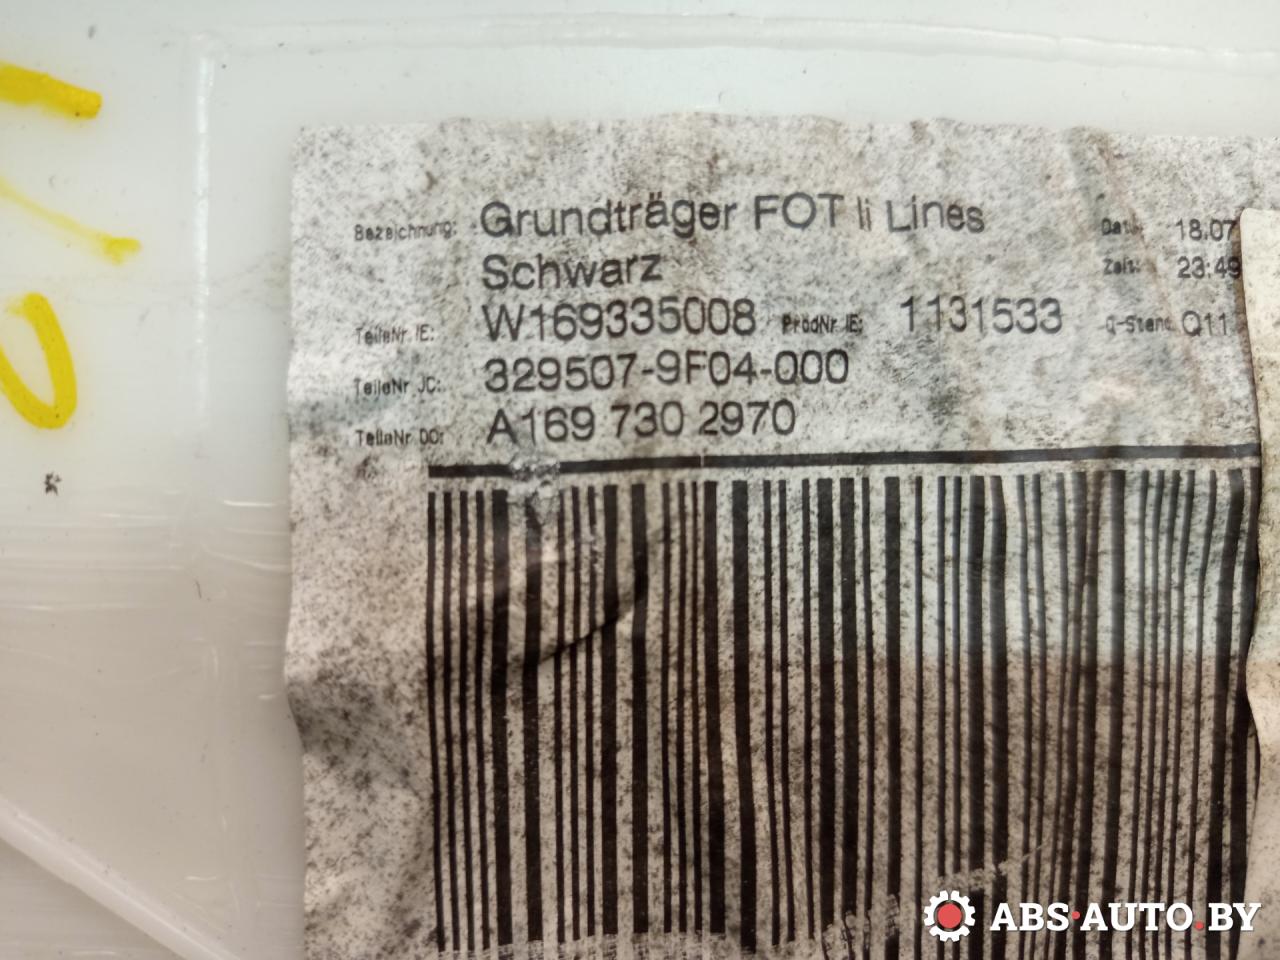 Bezeichnung: Grundträger FOT li Lines
Schwarz
Dat.: 18.07
Zeit: 23:49
TeileNr. IE: W169335008 ProdNr. IE: 1131533 Q-Stand Q11
TeileNr. JC: 329507-9F04-000
TeileNr. DC: A169 730 2970
ABS·AUTO.BY